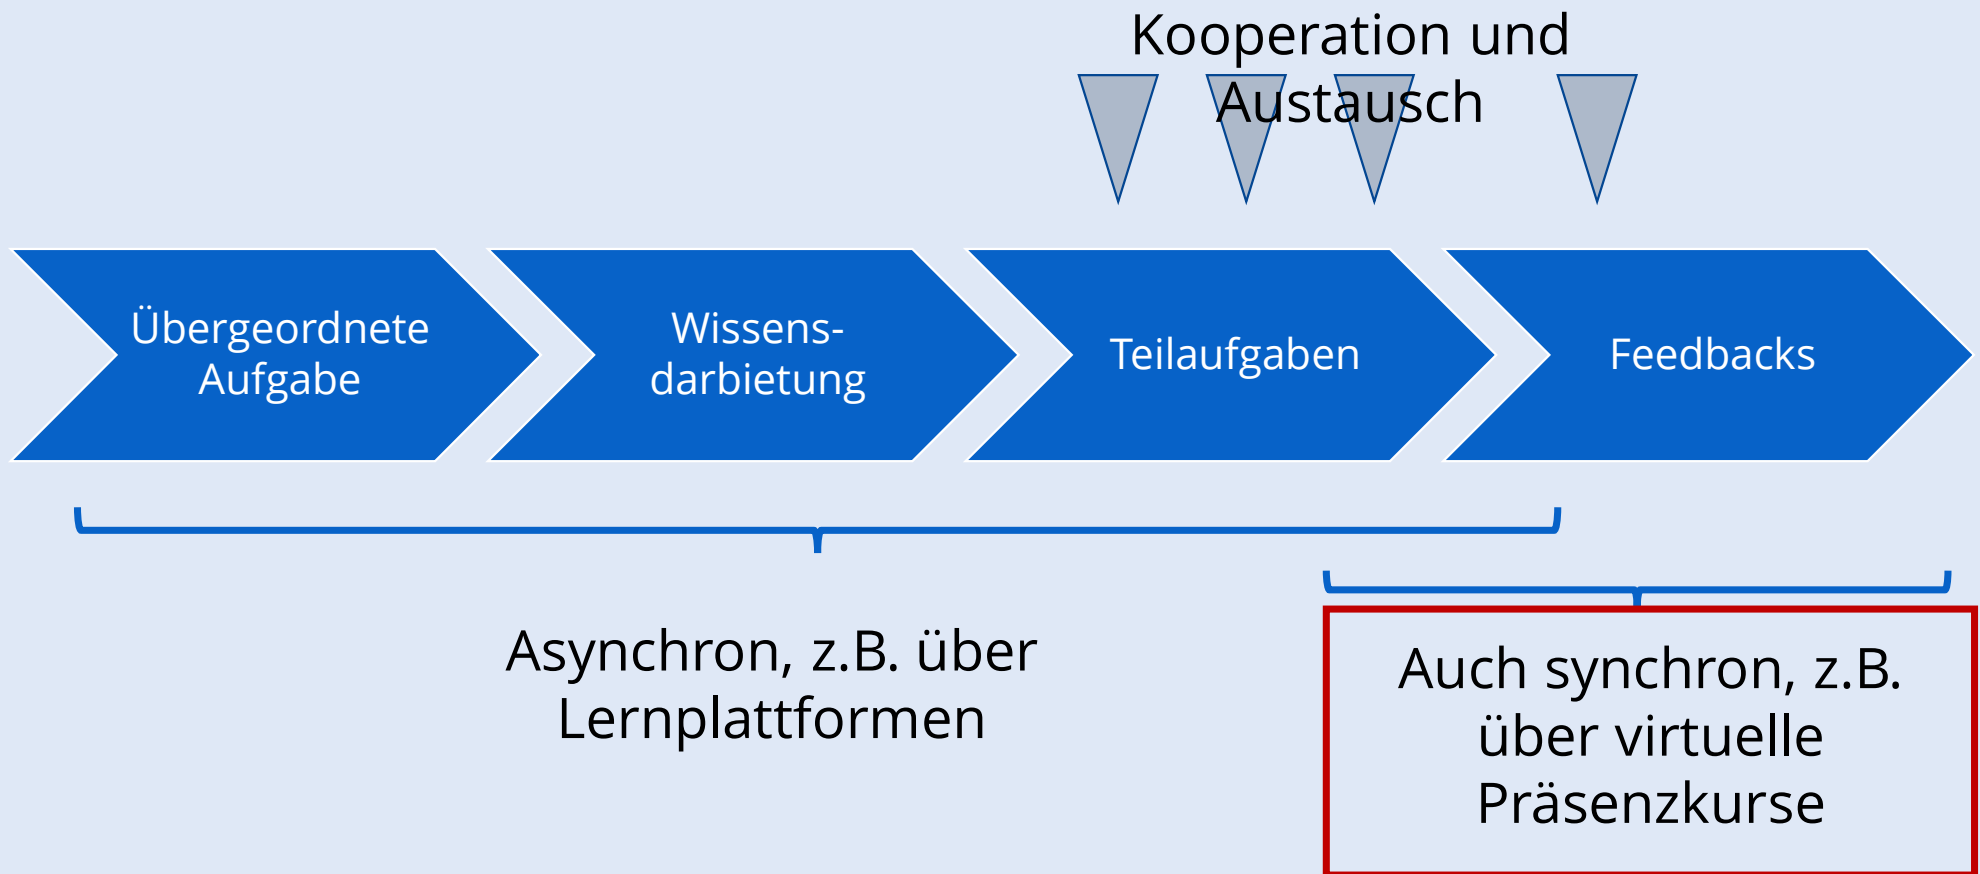 Kooperation und
Austausch
Übergeordnete
Aufgabe
Wissens-
darbietung
Teilaufgaben
Feedbacks
Asynchron, z.B. über
Lernplattformen
Auch synchron, z.B.
über virtuelle
Präsenzkurse